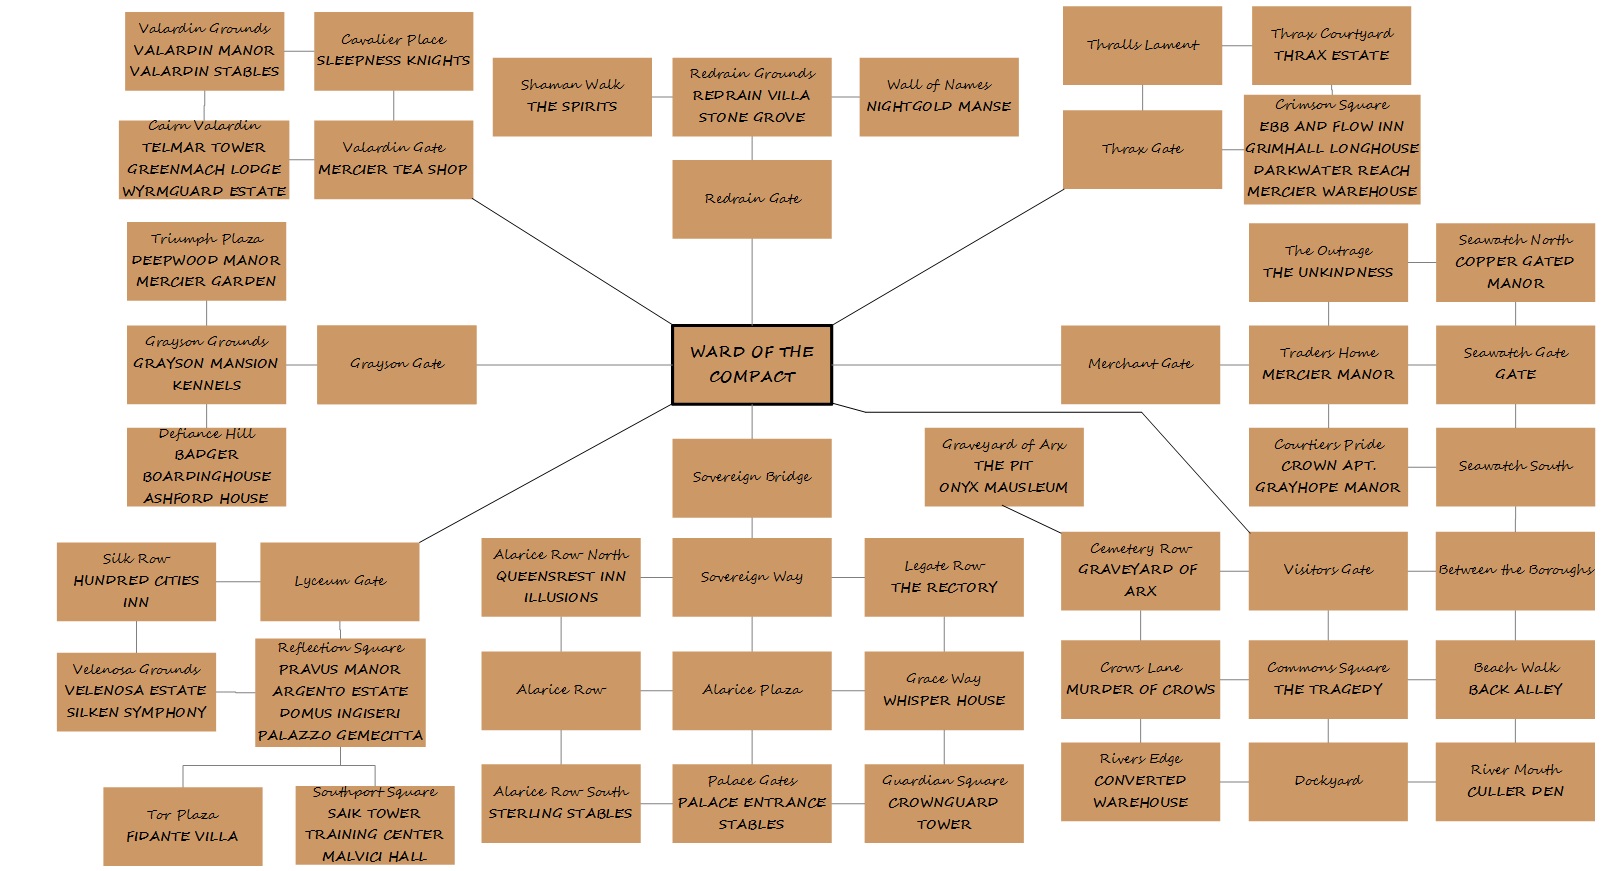 Valardin Grounds
VALARDIN MANOR
VALARDIN STABLES
Cavalier Place
SLEEPNESS KNIGHTS
Cairn Valardin
TELMAR TOWER
GREENMACH LODGE
WYRMGUARD ESTATE
Valardin Gate
MERCIER TEA SHOP
Shaman Walk
THE SPIRITS
Redrain Grounds
REDRAIN VILLA
STONE GROVE
Wall of Names
NIGHTGOLD MANSE
Redrain Gate
Thralls Lament
Thrax Courtyard
THRAX ESTATE
Thrax Gate
Crimson Square
EBB AND FLOW INN
GRIMHALL LONGHOUSE
DARKWATER REACH
MERCIER WAREHOUSE
Triumph Plaza
DEEPWOOD MANOR
MERCIER GARDEN
Grayson Grounds
GRAYSON MANSION
KENNELS
Grayson Gate
Defiance Hill
BADGER
BOARDINGHOUSE
ASHFORD HOUSE
WARD OF THE
COMPACT
The Outrage
THE UNKINDNESS
Seawatch North
COPPER GATED
MANOR
Merchant Gate
Traders Home
MERCIER MANOR
Seawatch Gate
GATE
Courtiers Pride
CROWN APT.
GRAYHOPE MANOR
Seawatch South
Graveyard of Arx
THE PIT
ONYX MAUSLEUM
Cemetery Row
GRAVEYARD OF
ARX
Visitors Gate
Between the Boroughs
Crows Lane
MURDER OF CROWS
Commons Square
THE TRAGEDY
Beach Walk
BACK ALLEY
Rivers Edge
CONVERTED
WAREHOUSE
Dockyard
River Mouth
CULLER DEN
Sovereign Bridge
Alarice Row North
QUEENSREST INN
ILLUSIONS
Sovereign Way
Legate Row
THE RECTORY
Alarice Row
Alarice Plaza
Grace Way
WHISPER HOUSE
Alarice Row South
STERLING STABLES
Palace Gates
PALACE ENTRANCE
STABLES
Guardian Square
CROWNGUARD
TOWER
Silk Row
HUNDRED CITIES
INN
Lyceum Gate
Velenosa Grounds
VELENOSA ESTATE
SILKEN SYMPHONY
Reflection Square
PRAVUS MANOR
ARGENTO ESTATE
DOMUS INGISERI
PALAZZO GEMECITTA
Tor Plaza
FIDANTE VILLA
Southport Square
SAIK TOWER
TRAINING CENTER
MALVICI HALL